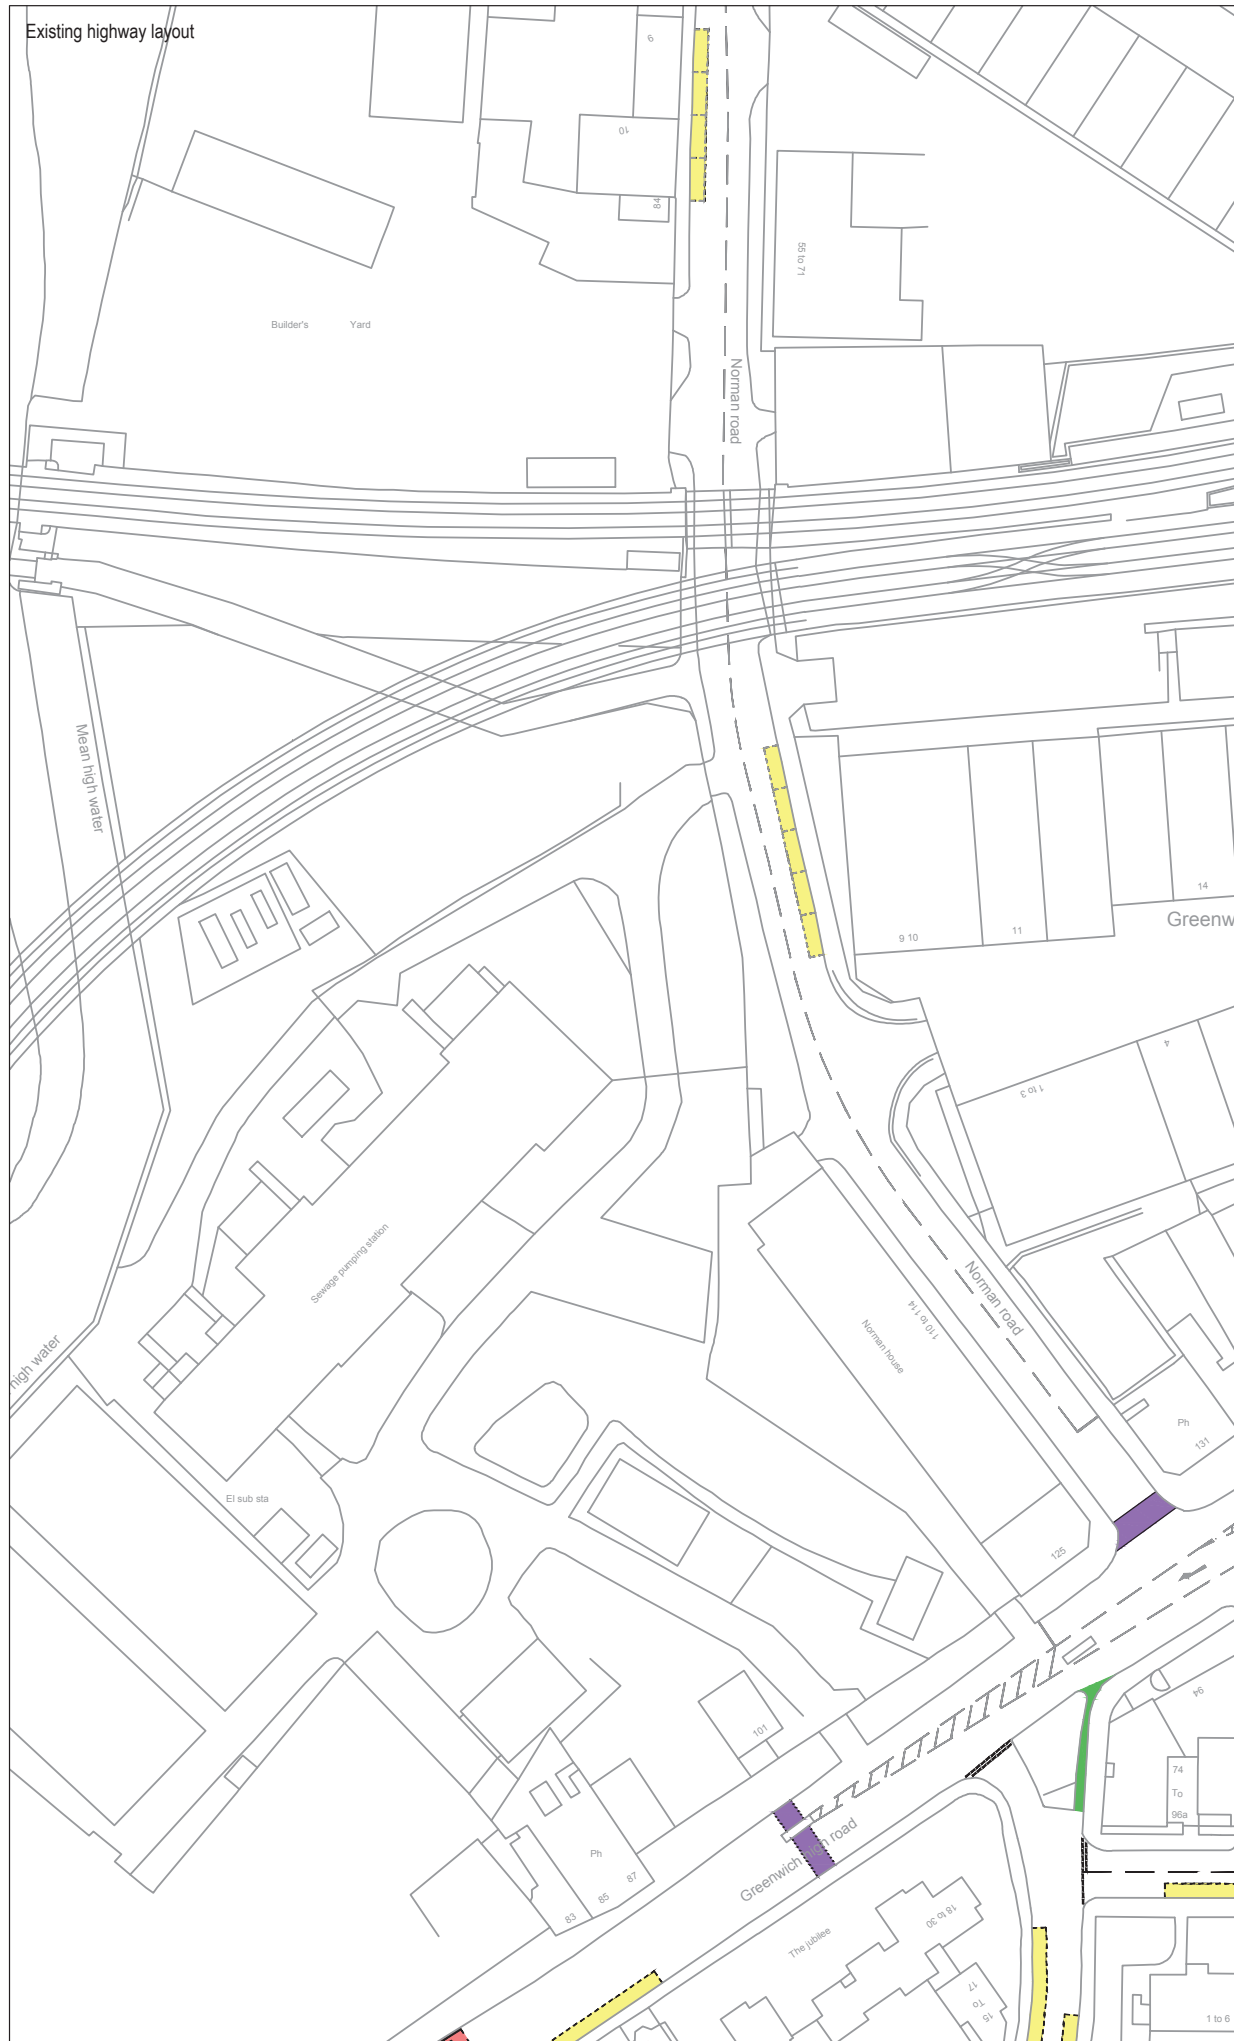 Existing highway layout
6
10
84
55 to 71
Builder's Yard
Norman road
Mean high water
14
Greenw
9 10
11
4
1 to 3
Sewage pumping station
Norman road
110 to 114
Norman house
high water
Ph
131
El sub sta
125
94
101
74
To
96a
Greenwich high road
Ph
87
85
83
18 to 30
The jubilee
17
To
15
1 to 6